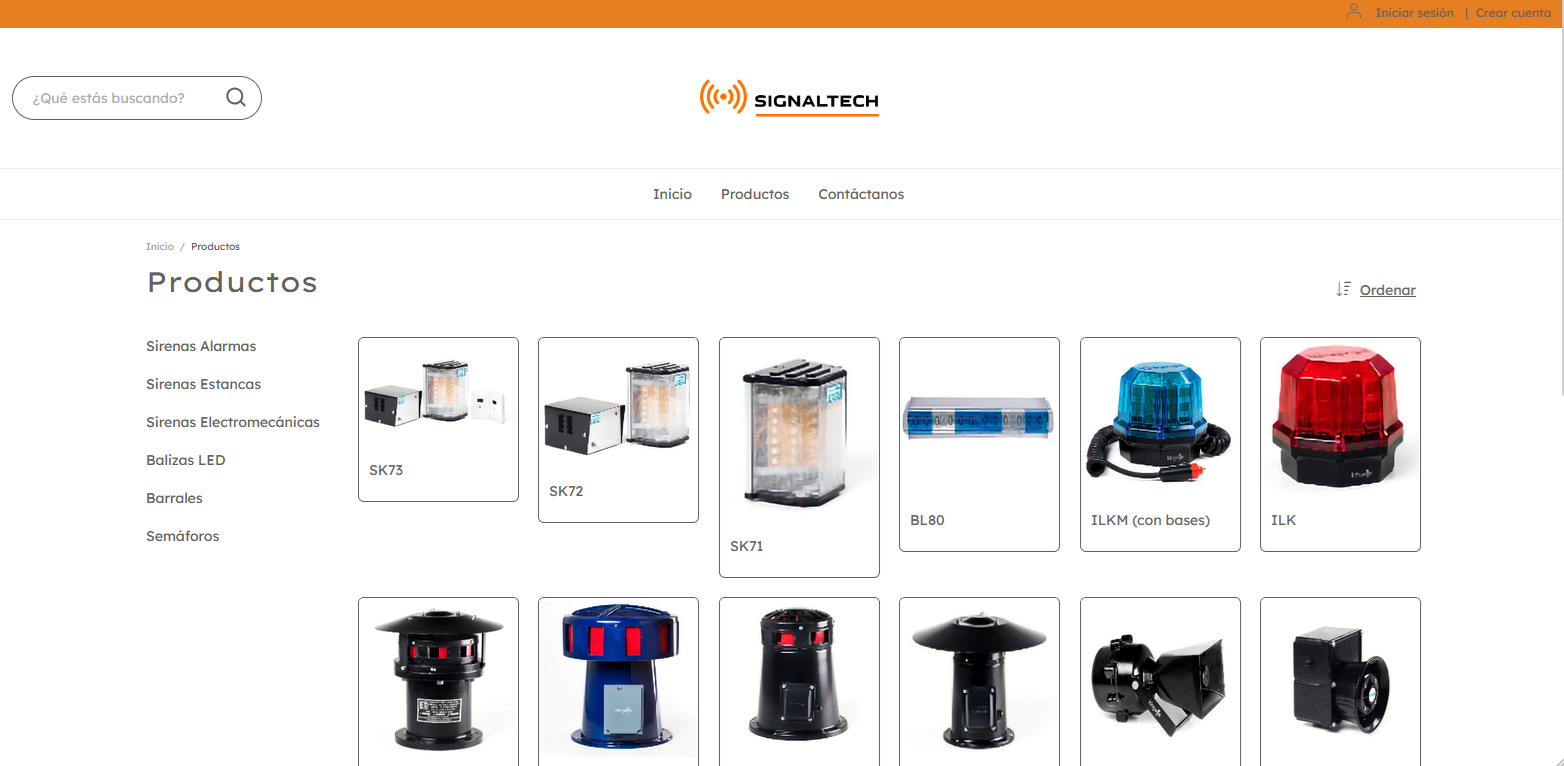 Iniciar sesión | Crear cuenta
¿Qué estás buscando?
SIGNALTECH
Inicio Productos Contáctanos
Inicio / Productos
Productos
Ordenar
Sirenas Alarmas
Sirenas Estancas
Sirenas Electromecánicas
Balizas LED
Barrales
Semáforos
SK73
SK72
SK71
BL80
ILKM (con bases)
ILK